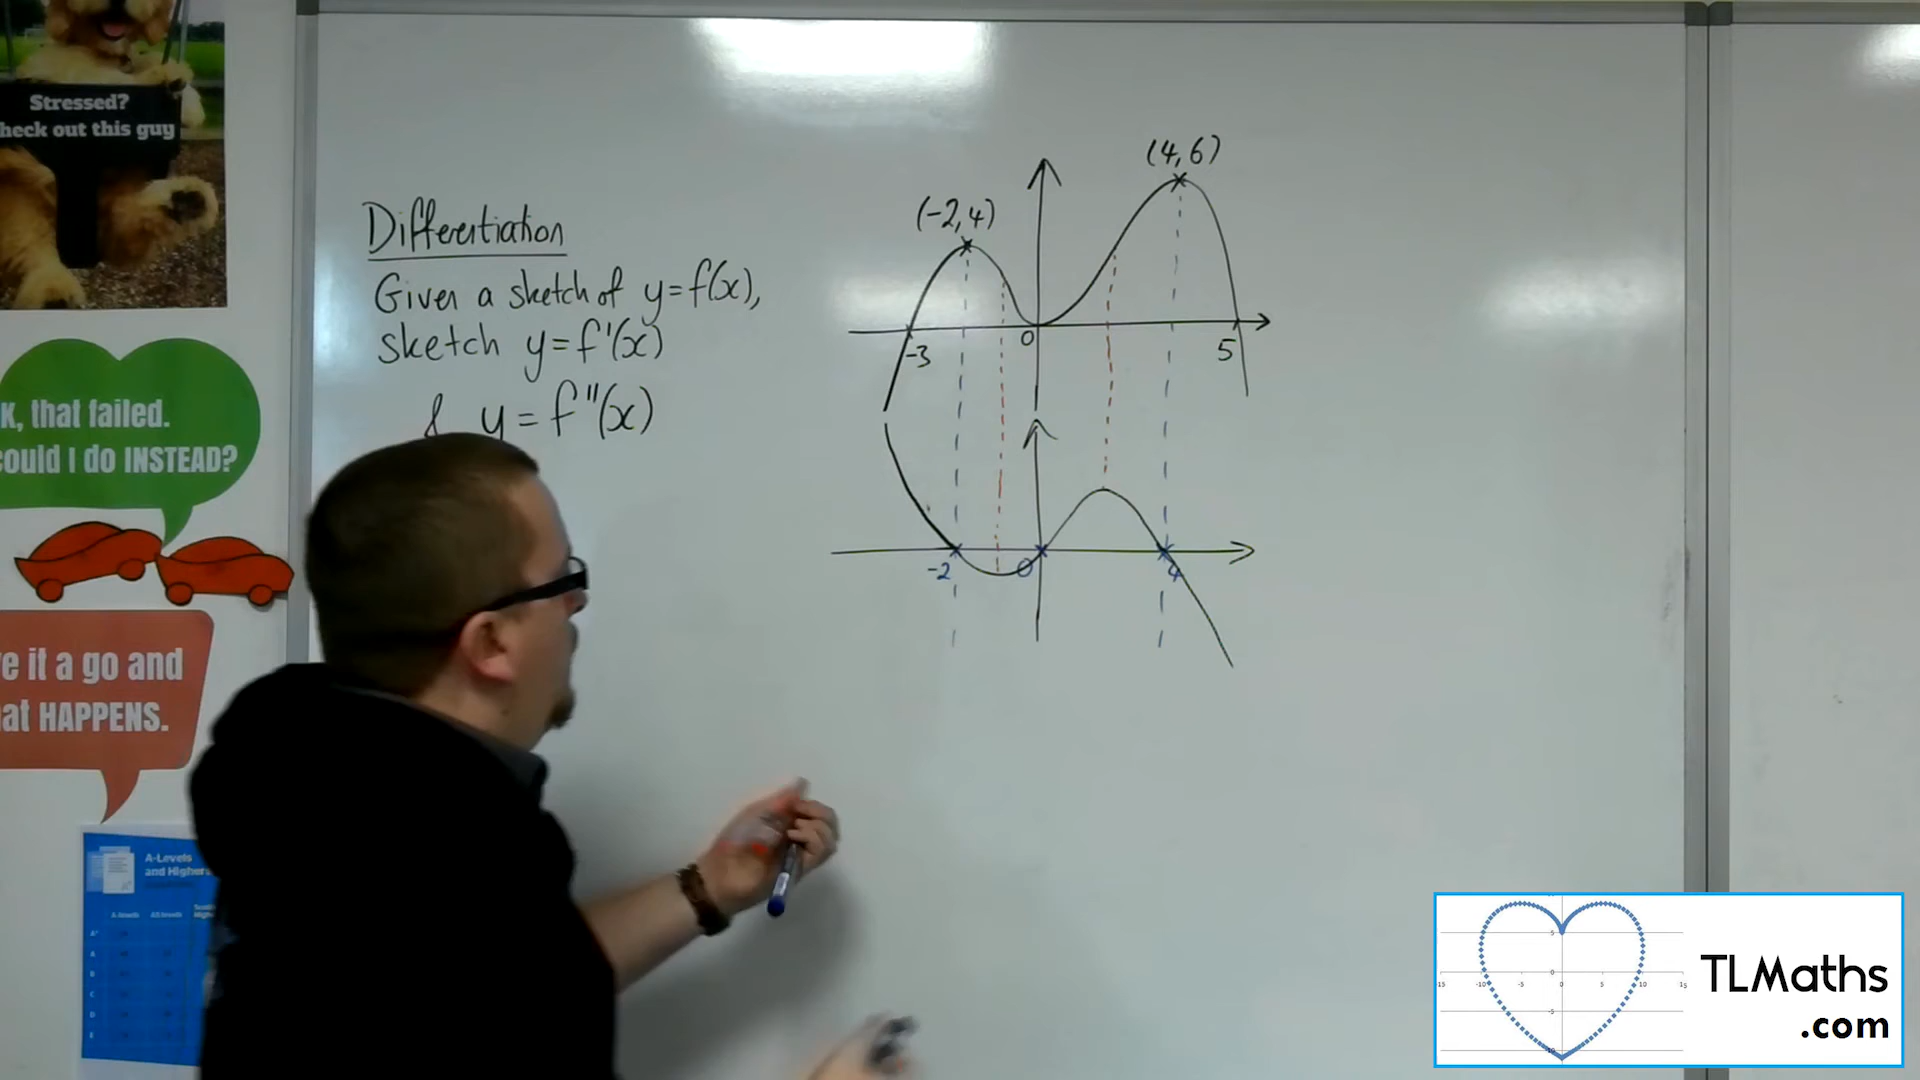 Stressed?
heck out this guy
K, that failed.
could I do INSTEAD?
e it a go and
at HAPPENS.
A-Levels
and Highers
Differentiation
Given a sketch of y=f(x),
sketch y=f'(x)
& y=f''(x)
(-2,4)
(4,6)
-3
0
5
-2
0
4
TLMaths
.com